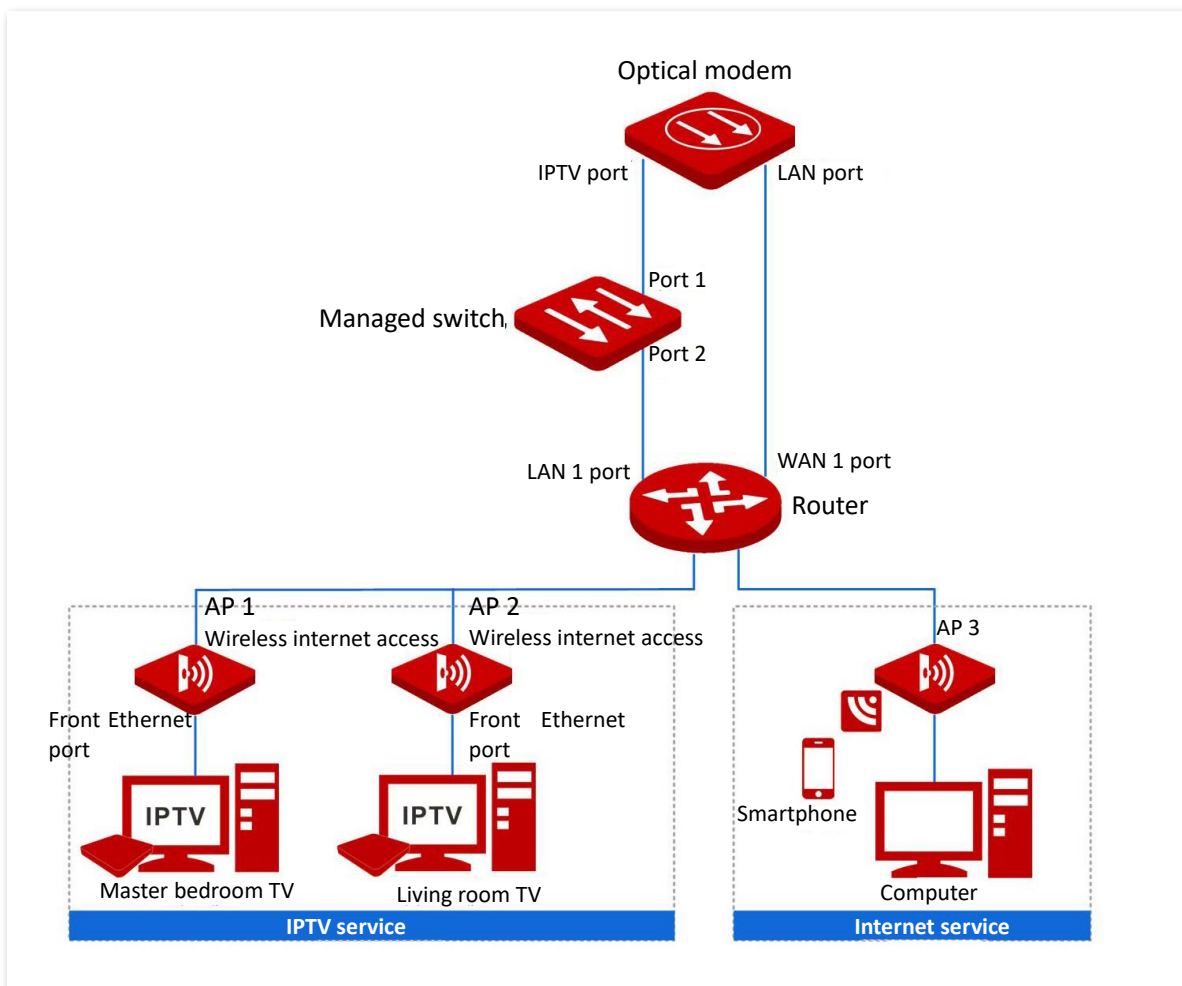 Optical modem
IPTV port
LAN port
Port 1
Managed switch
Port 2
LAN 1 port
WAN 1 port
Router
AP 1
Wireless internet access
AP 2
Wireless internet access
AP 3
Front Ethernet
port
Front Ethernet
port
IPTV
IPTV
Smartphone
Master bedroom TV
Living room TV
Computer
IPTV service
Internet service